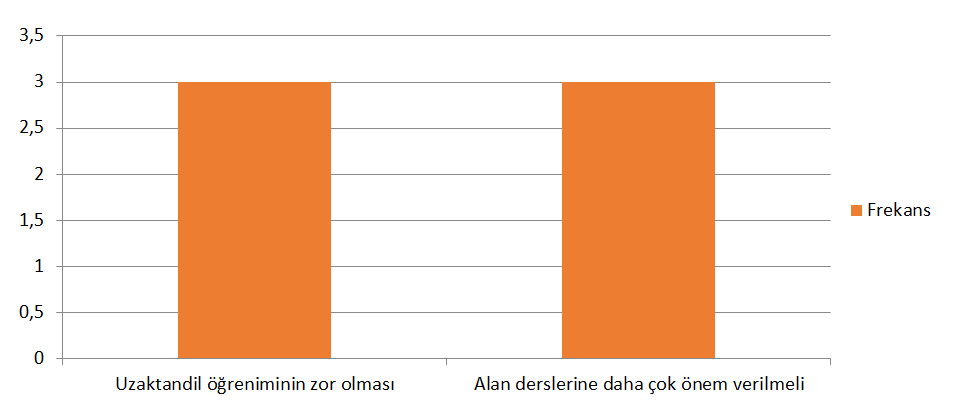 3,5
3
2,5
2
1,5
1
0,5
0
Uzaktandil öğreniminin zor olması
Alan derslerine daha çok önem verilmeli
Frekans